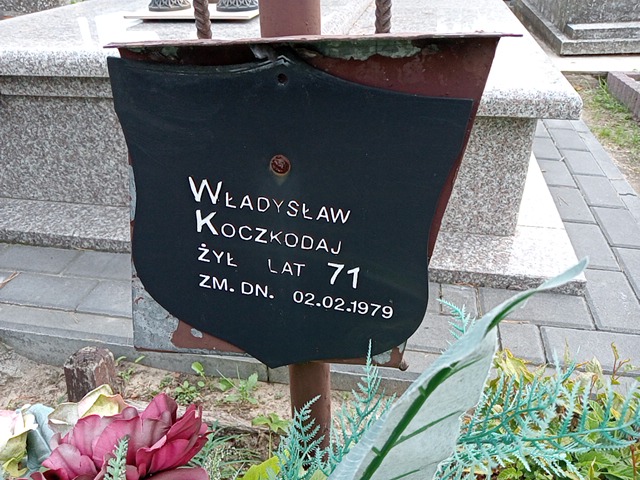 WŁADYSŁAW
KOCZKODAJ
ŻYŁ LAT 71
ZM. DN. 02.02.1979